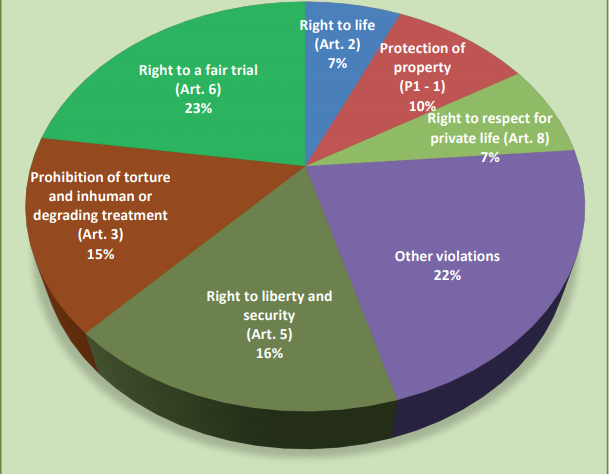 Right to life
(Art. 2)
7%
Protection of
property
(P1 - 1)
10%
Right to respect for
private life (Art. 8)
7%
Other violations
22%
Right to liberty and
security
(Art. 5)
16%
Prohibition of torture
and inhuman or
degrading treatment
(Art. 3)
15%
Right to a fair trial
(Art. 6)
23%